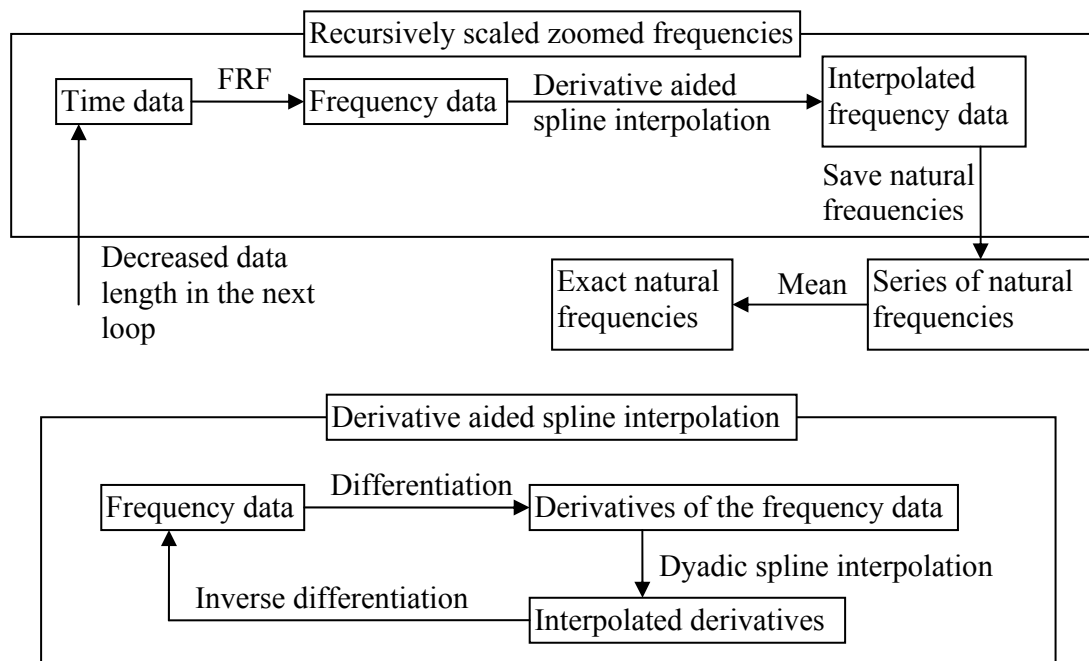 Recursively scaled zoomed frequencies
Time data
FRF
Frequency data
Derivative aided
spline interpolation
Interpolated
frequency data
Save natural
frequencies
Decreased data
length in the next
loop
Exact natural
frequencies
Mean
Series of natural
frequencies
Derivative aided spline interpolation
Frequency data
Differentiation
Derivatives of the frequency data
Dyadic spline interpolation
Inverse differentiation
Interpolated derivatives